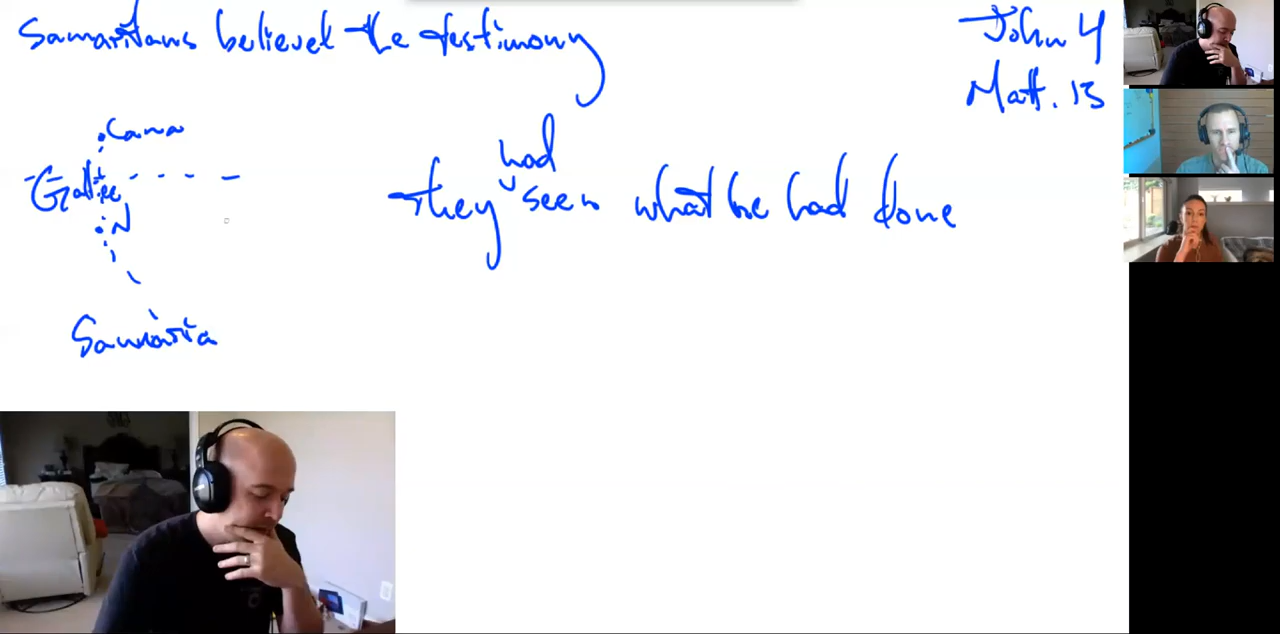 Samaritans believed the testimony
John 4
Matt. 13
Cana
Galilee
N
Samaria
had
they seen what he had done